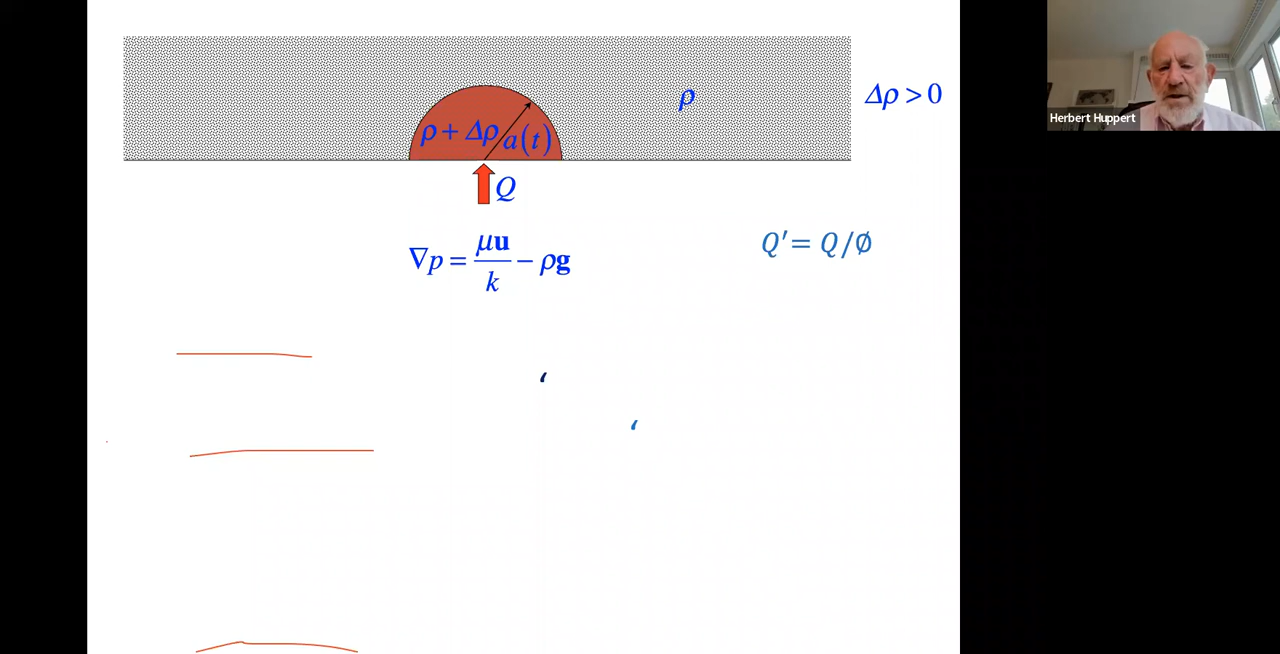 ρ
Δρ > 0
ρ + Δρ
a(t)
Q
∇p = μu/k − ρg
Q′ = Q/∅
‘
‘
Herbert Huppert